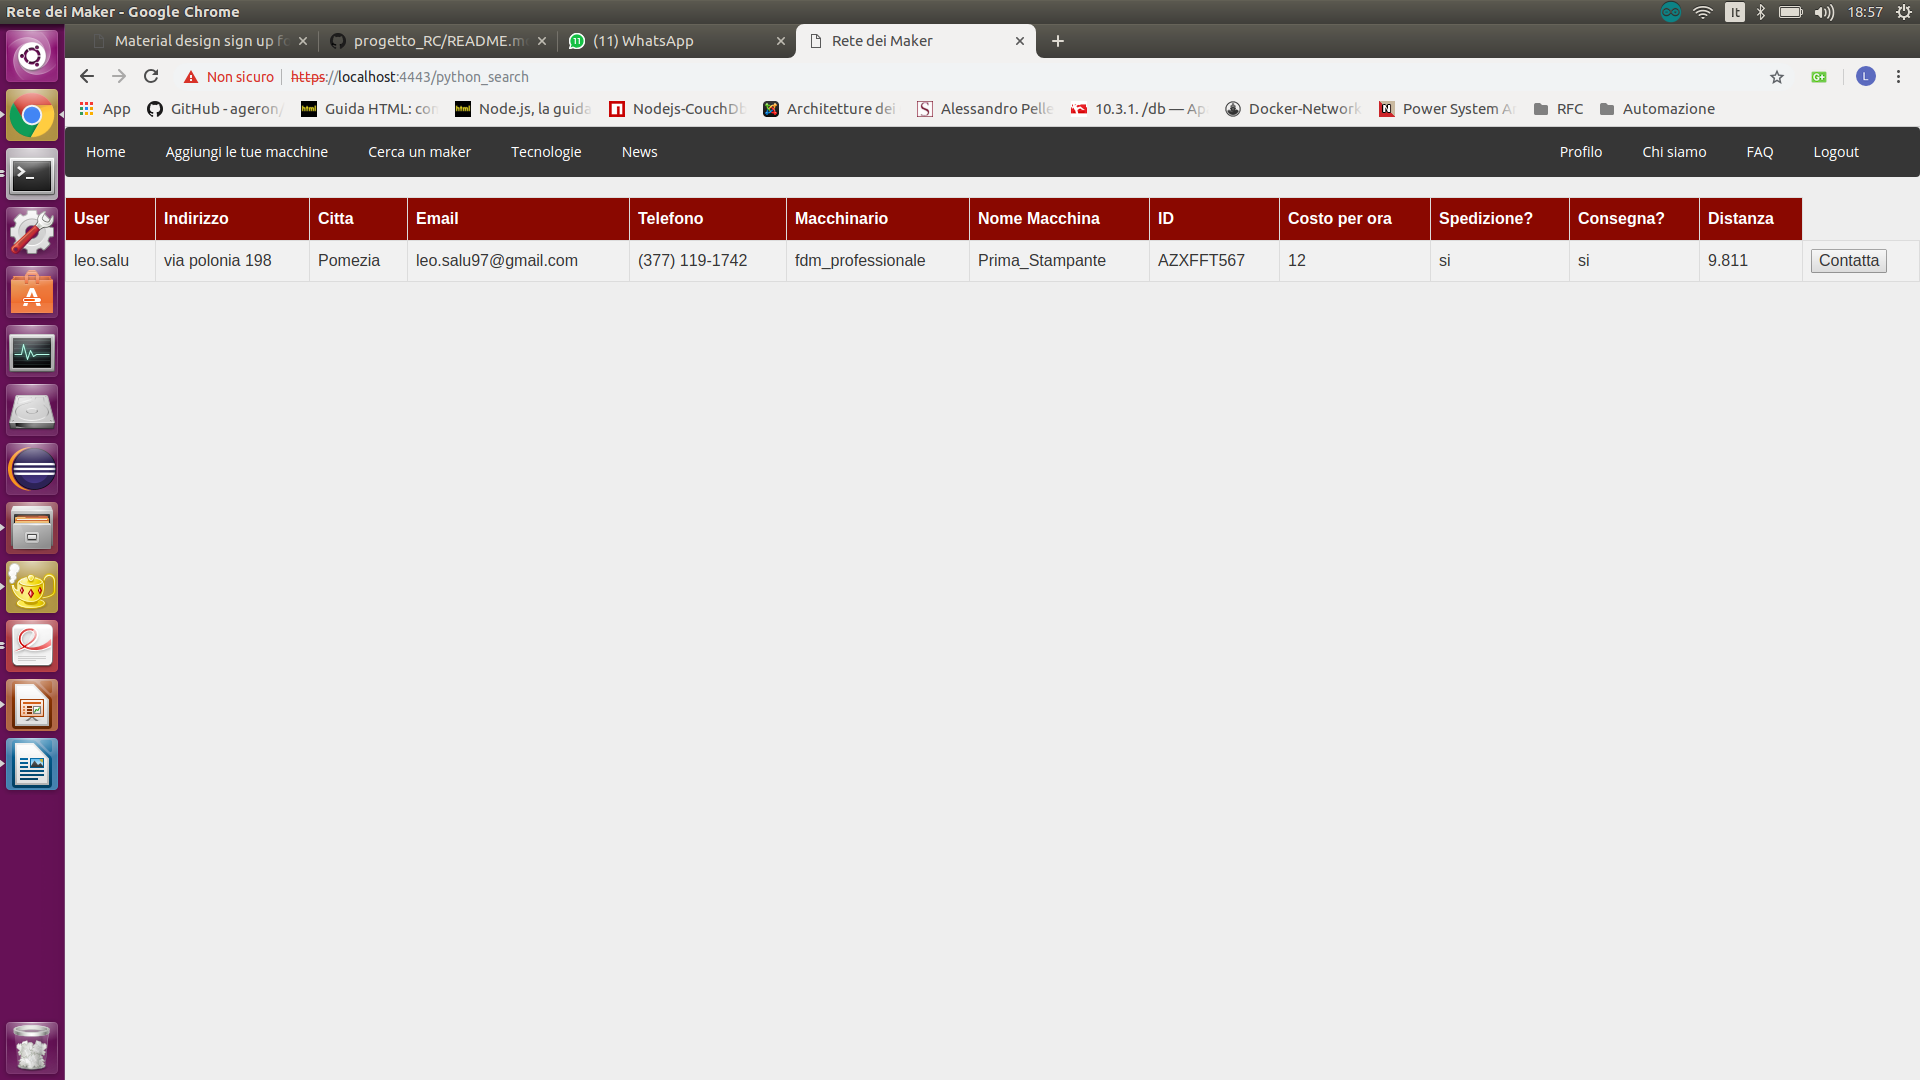 Rete dei Maker - Google Chrome
It
18:57
Material design sign up fo
progetto_RC/README.m
(11) WhatsApp
Rete dei Maker
Non sicuro
https://localhost:4443/python_search
G+
L
App
GitHub - ageron/
Guida HTML: con
Node.js, la guida
Nodejs-CouchDb
Architetture dei
Alessandro Pelle
10.3.1. /db — Ap
Docker-Network
Power System A
RFC
Automazione
Home
Aggiungi le tue macchine
Cerca un maker
Tecnologie
News
Profilo
Chi siamo
FAQ
Logout
User Indirizzo Citta Email Telefono Macchinario Nome Macchina ID Costo per ora Spedizione? Consegna? Distanza
leo.salu via polonia 198 Pomezia leo.salu97@gmail.com (377) 119-1742 fdm_professionale Prima_Stampante AZXFFT567 12 si si 9.811 Contatta